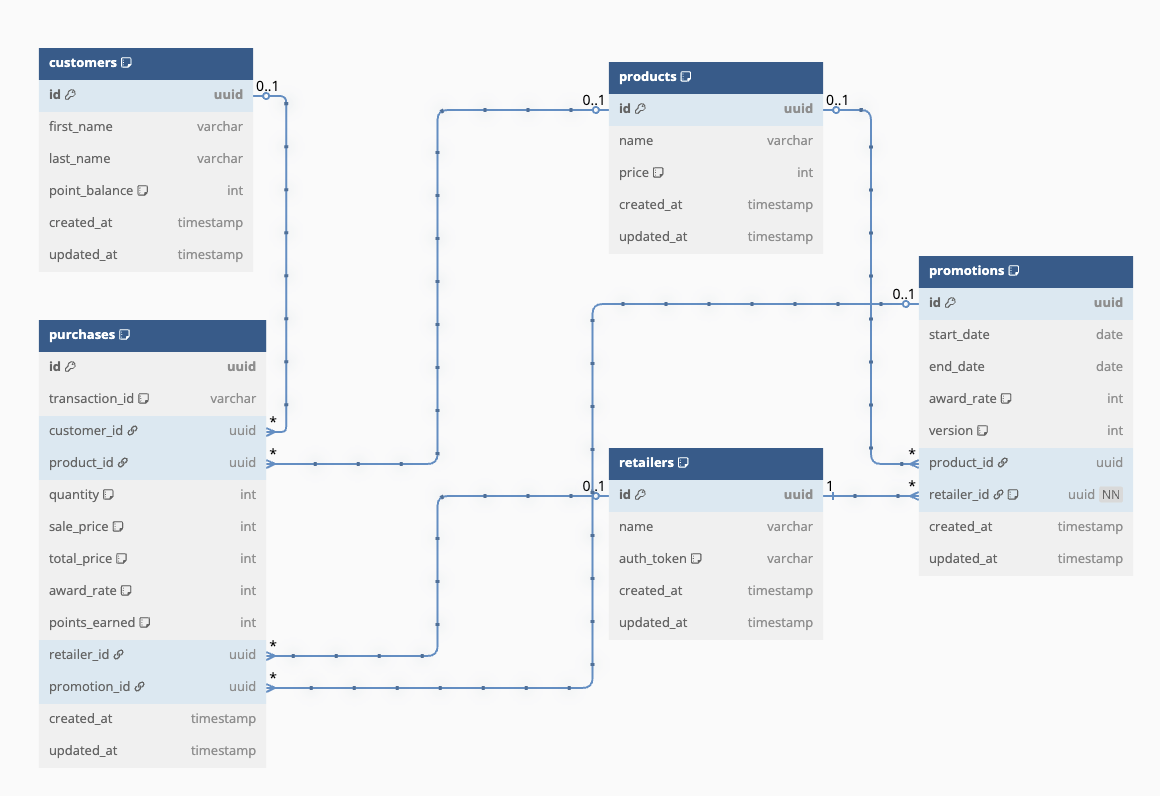 customers
id uuid
first_name varchar
last_name varchar
point_balance int
created_at timestamp
updated_at timestamp
0..1
purchases
id uuid
transaction_id varchar
customer_id uuid
product_id uuid
quantity int
sale_price int
total_price int
award_rate int
points_earned int
retailer_id uuid
promotion_id uuid
created_at timestamp
updated_at timestamp
*
*
*
*
products
0..1
id uuid
0..1
name varchar
price int
created_at timestamp
updated_at timestamp
retailers
0..1
id uuid
1
name varchar
auth_token varchar
created_at timestamp
updated_at timestamp
promotions
0..1
id uuid
start_date date
end_date date
award_rate int
version int
*
product_id uuid
*
retailer_id uuid NN
created_at timestamp
updated_at timestamp